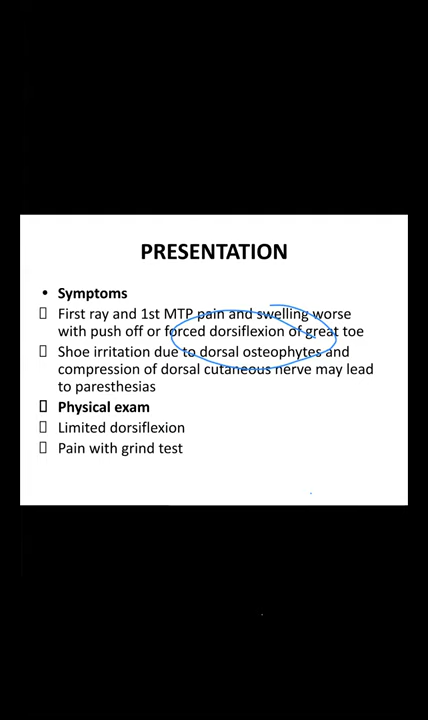 PRESENTATION
• Symptoms
First ray and 1st MTP pain and swelling worse
with push off or forced dorsiflexion of great toe
Shoe irritation due to dorsal osteophytes and
compression of dorsal cutaneous nerve may lead
to paresthesias
Physical exam
Limited dorsiflexion
Pain with grind test